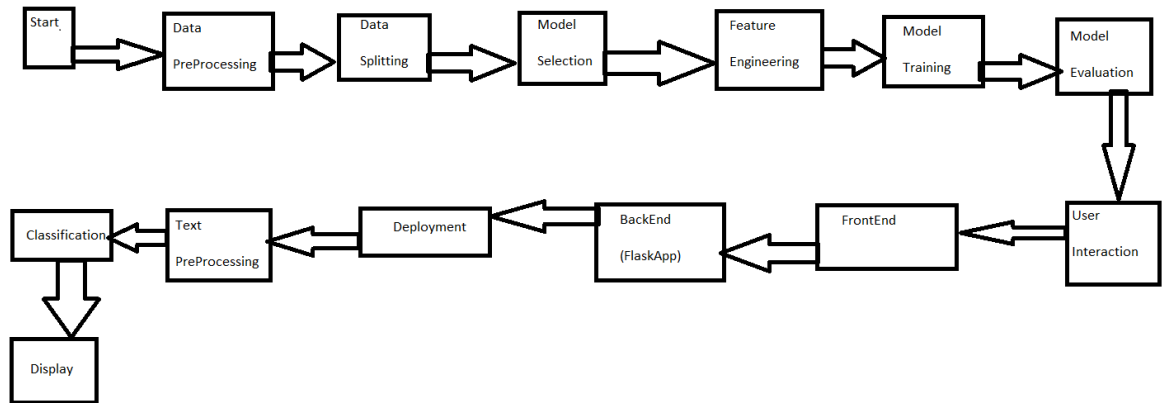 Start
Data
PreProcessing
Data
Splitting
Model
Selection
Feature
Engineering
Model
Training
Model
Evaluation
User
Interaction
FrontEnd
BackEnd
(FlaskApp)
Deployment
Text
PreProcessing
Classification
Display